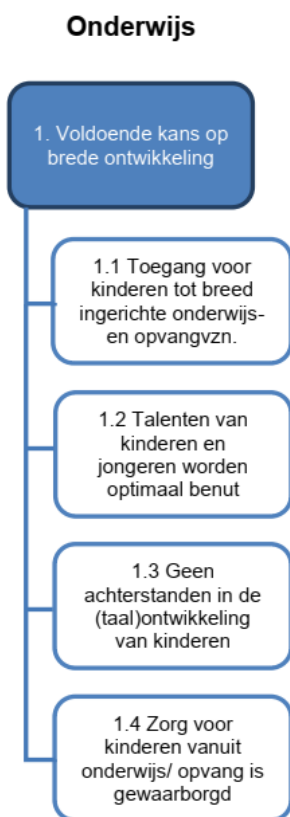 Onderwijs
1. Voldoende kans op
brede ontwikkeling
1.1 Toegang voor
kinderen tot breed
ingerichte onderwijs-
en opvangvzn.
1.2 Talenten van
kinderen en
jongeren worden
optimaal benut
1.3 Geen
achterstanden in de
(taal)ontwikkeling
van kinderen
1.4 Zorg voor
kinderen vanuit
onderwijs/ opvang is
gewaarborgd